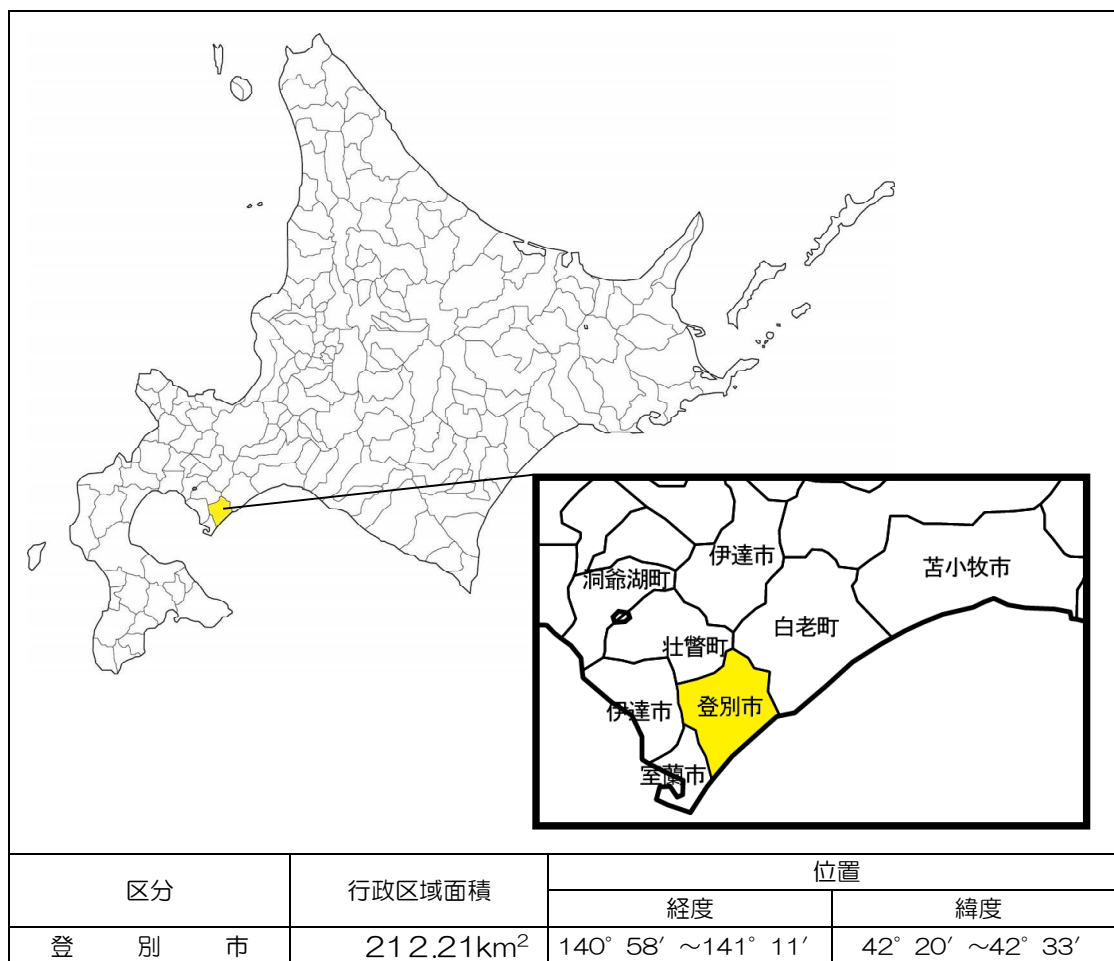 伊達市
苫小牧市
洞爺湖町
白老町
壮瞥町
登別市
伊達市
室蘭市
区分 行政区域面積 位置
経度 緯度
登別市 212.21km² 140° 58′ ~141° 11′ 42° 20′ ~42° 33′